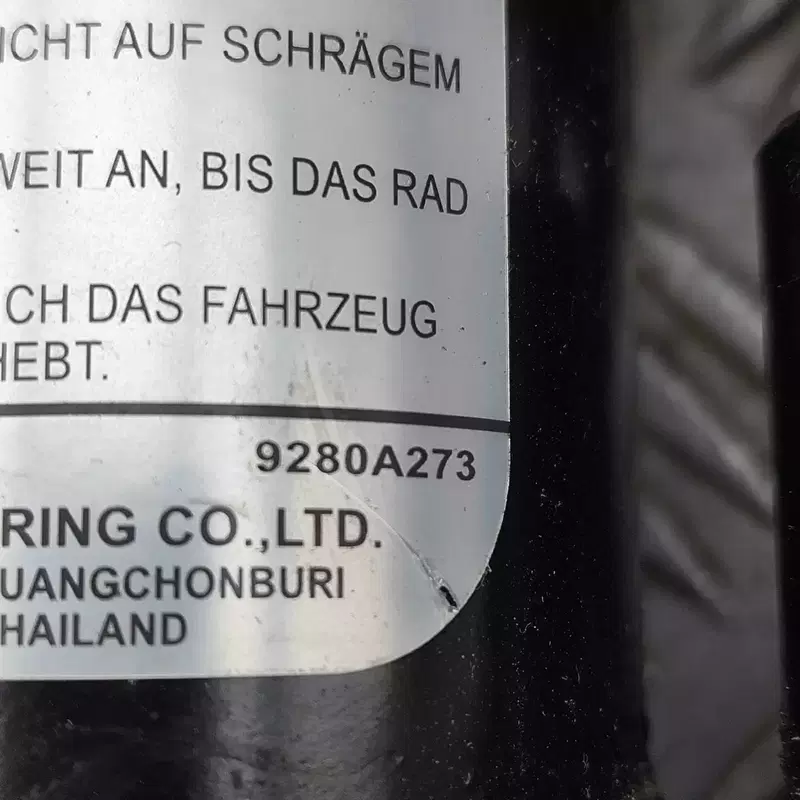 ICHT AUF SCHRÄGEM
WEIT AN, BIS DAS RAD
ICH DAS FAHRZEUG
HEBT.
9280A273
RING CO.,LTD.
UANGCHONBURI
HAILAND